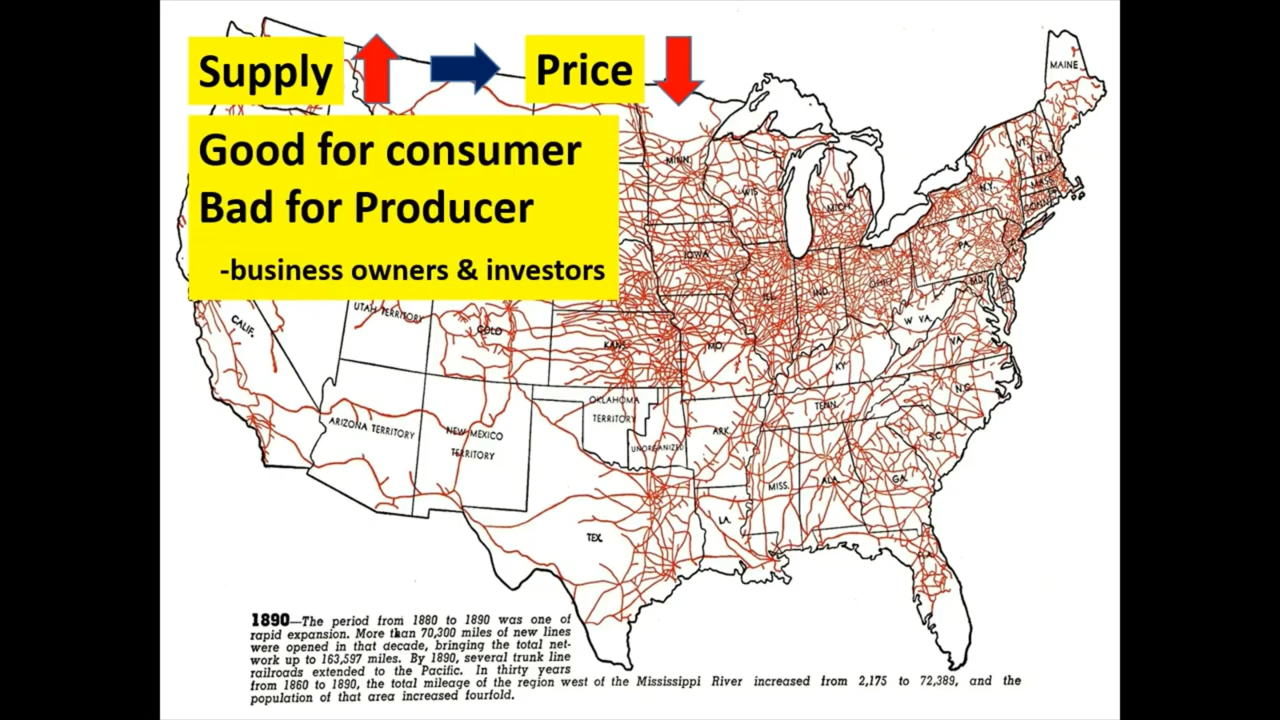 Supply Price
Good for consumer
Bad for Producer
-business owners & investors
MAINE
VT.
N.H.
MINN.
WIS.
MICH.
N.Y.
MASS.
CONN.
IOWA
PA.
ILL.
IND.
OHIO
MD.
UTAH TERRITORY
COLO
W VA.
CALIF.
KANS.
MO.
KY.
VA.
OKLAHOMA
TERRITORY
TENN.
N.C.
ARIZONA TERRITORY
NEW MEXICO
TERRITORY
UNORGANIZED
ARK.
S.C.
MISS.
ALA.
GA.
LA.
TEX.
1890—The period from 1880 to 1890 was one of
rapid expansion. More than 70,300 miles of new lines
were opened in that decade, bringing the total net-
work up to 163,597 miles. By 1890, several trunk line
railroads extended to the Pacific. In thirty years
from 1860 to 1890, the total mileage of the region west of the Mississippi River increased from 2,175 to 72,389, and the
population of that area increased fourfold.